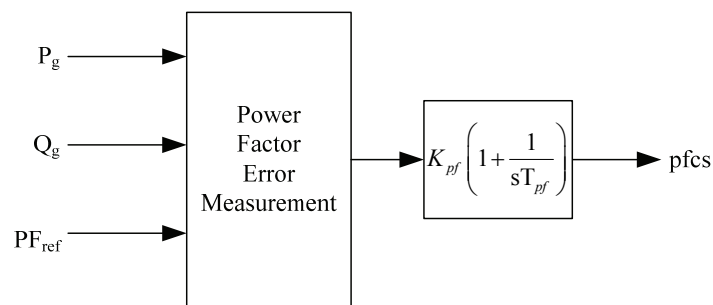 P_g
Q_g
PF_ref
Power
Factor
Error
Measurement
K_pf (1 + 1/sT_pf)
pfcs